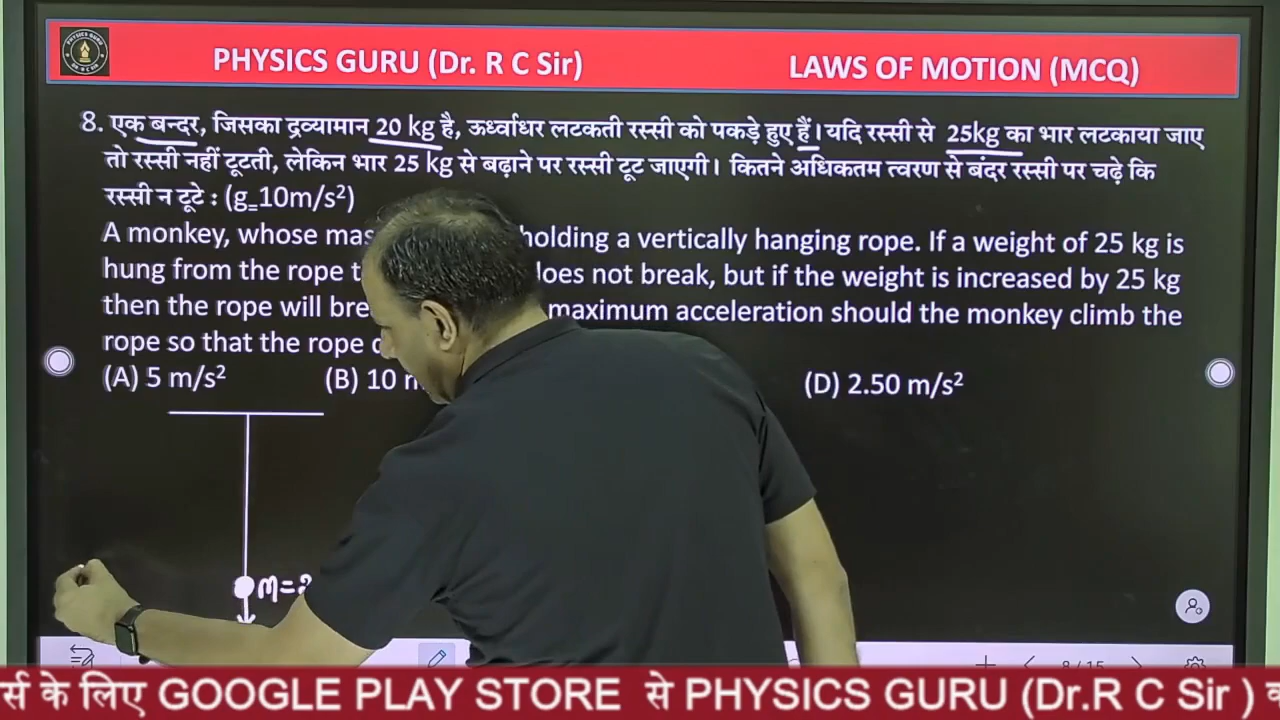 PHYSICS GURU (Dr. R C Sir)
LAWS OF MOTION (MCQ)
8. एक बन्दर, जिसका द्रव्यामान 20 kg है, ऊर्ध्वाधर लटकती रस्सी को पकड़े हुए हैं। यदि रस्सी से 25kg का भार लटकाया जाए
तो रस्सी नहीं टूटती, लेकिन भार 25 kg से बढ़ाने पर रस्सी टूट जाएगी। कितने अधिकतम त्वरण से बंदर रस्सी पर चढ़े कि
रस्सी न टूटे : (g=10m/s²)
A monkey, whose holding a vertically hanging rope. If a weight of 25 kg is
hung from the rope does not break, but if the weight is increased by 25 kg
then the rope will maximum acceleration should the monkey climb the
rope so that the rope
(A) 5 m/s² (B) 10 (D) 2.50 m/s²
m=
8 / 15
र्स के लिए GOOGLE PLAY STORE से PHYSICS GURU (Dr.R C Sir )